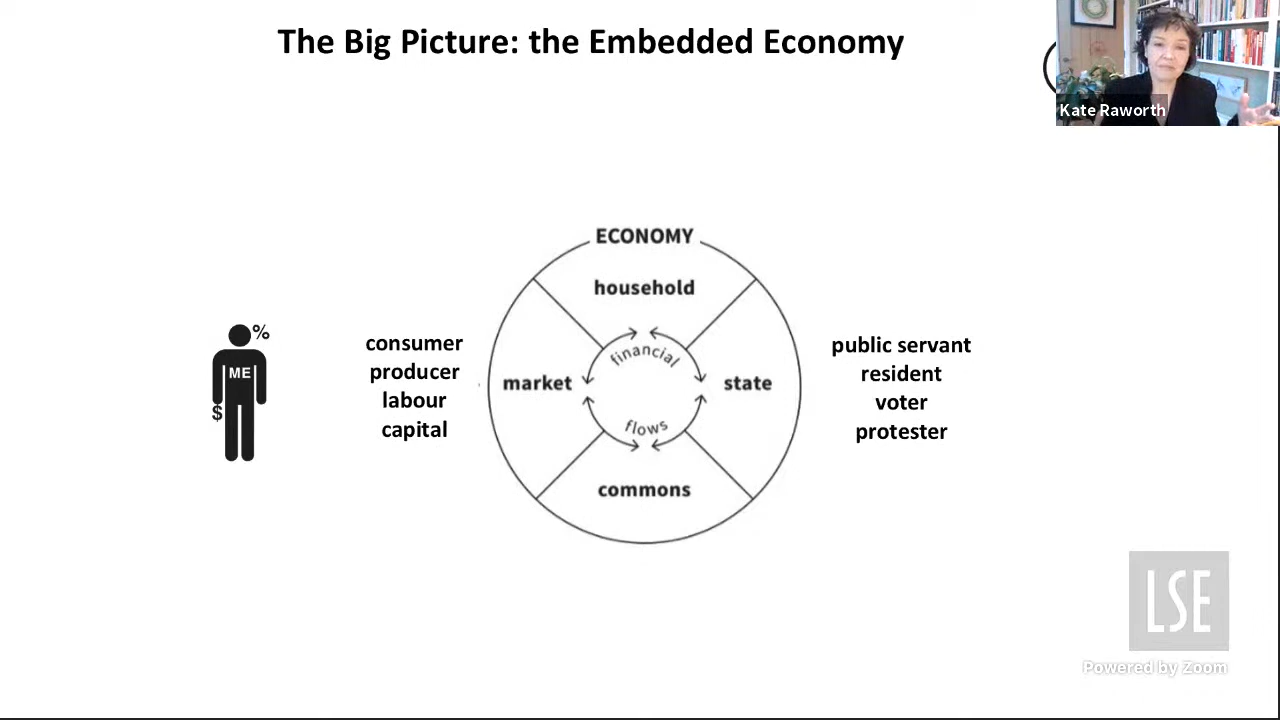 The Big Picture: the Embedded Economy
Kate Raworth
ECONOMY
household
financial
market
state
flows
commons
%
ME
$
consumer
producer
labour
capital
public servant
resident
voter
protester
LSE
Powered by Zoom